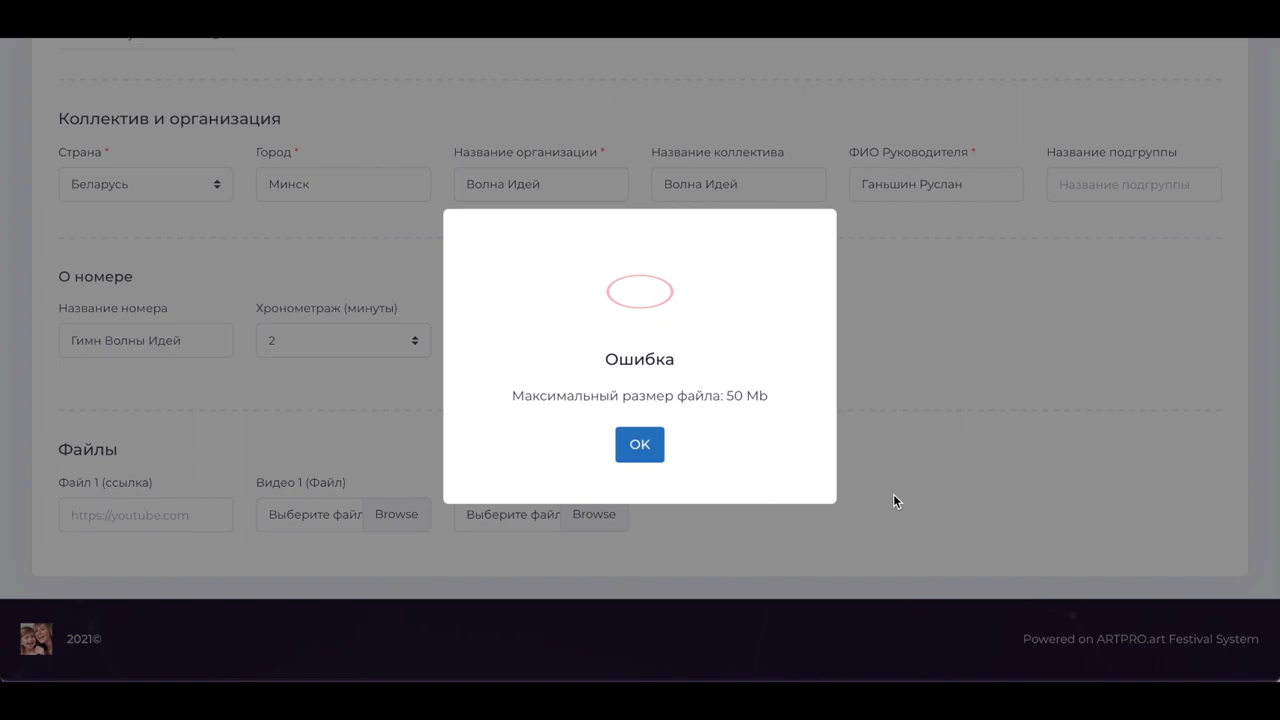 Коллектив и организация
Страна * Город * Название организации * Название коллектива ФИО Руководителя * Название подгруппы
Беларусь Минск Волна Идей Волна Идей Ганьшин Руслан Название подгруппы
О номере
Название номера Хронометраж (минуты)
Гимн Волны Идей 2
Ошибка
Максимальный размер файла: 50 Mb
OK
Файлы
Файл 1 (ссылка) Видео 1 (Файл)
https://youtube.com Выберите файл Browse Выберите файл Browse
2021© Powered on ARTPRO.art Festival System